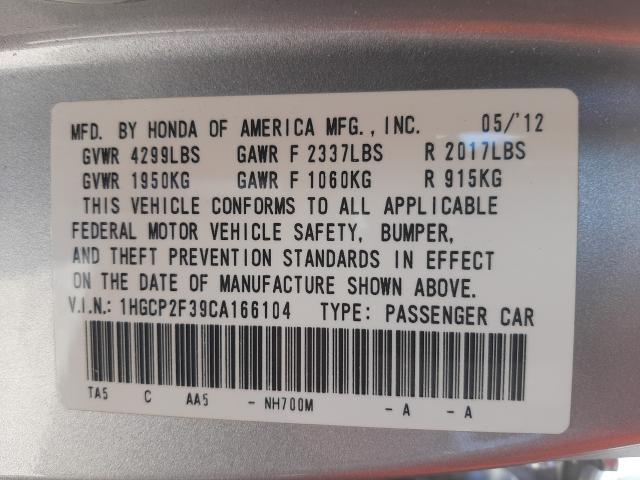 MFD. BY HONDA OF AMERICA MFG., INC. 05/'12
GVWR 4299LBS GAWR F 2337LBS R 2017LBS
GVWR 1950KG GAWR F 1060KG R 915KG
THIS VEHICLE CONFORMS TO ALL APPLICABLE
FEDERAL MOTOR VEHICLE SAFETY, BUMPER,
AND THEFT PREVENTION STANDARDS IN EFFECT
ON THE DATE OF MANUFACTURE SHOWN ABOVE.
V.I.N.: 1HGCP2F39CA166104 TYPE: PASSENGER CAR
TA5 C AA5 - NH700M - A - A